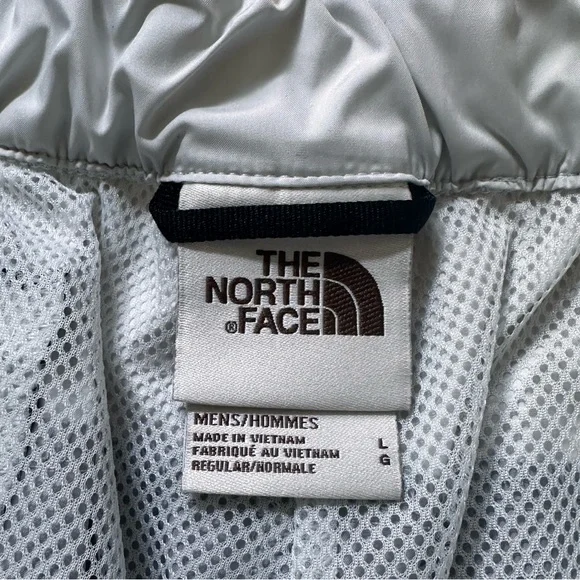 THE
NORTH
®FACE
MENS/HOMMES
MADE IN VIETNAM L
FABRIQUÉ AU VIETNAM G
REGULAR/NORMALE